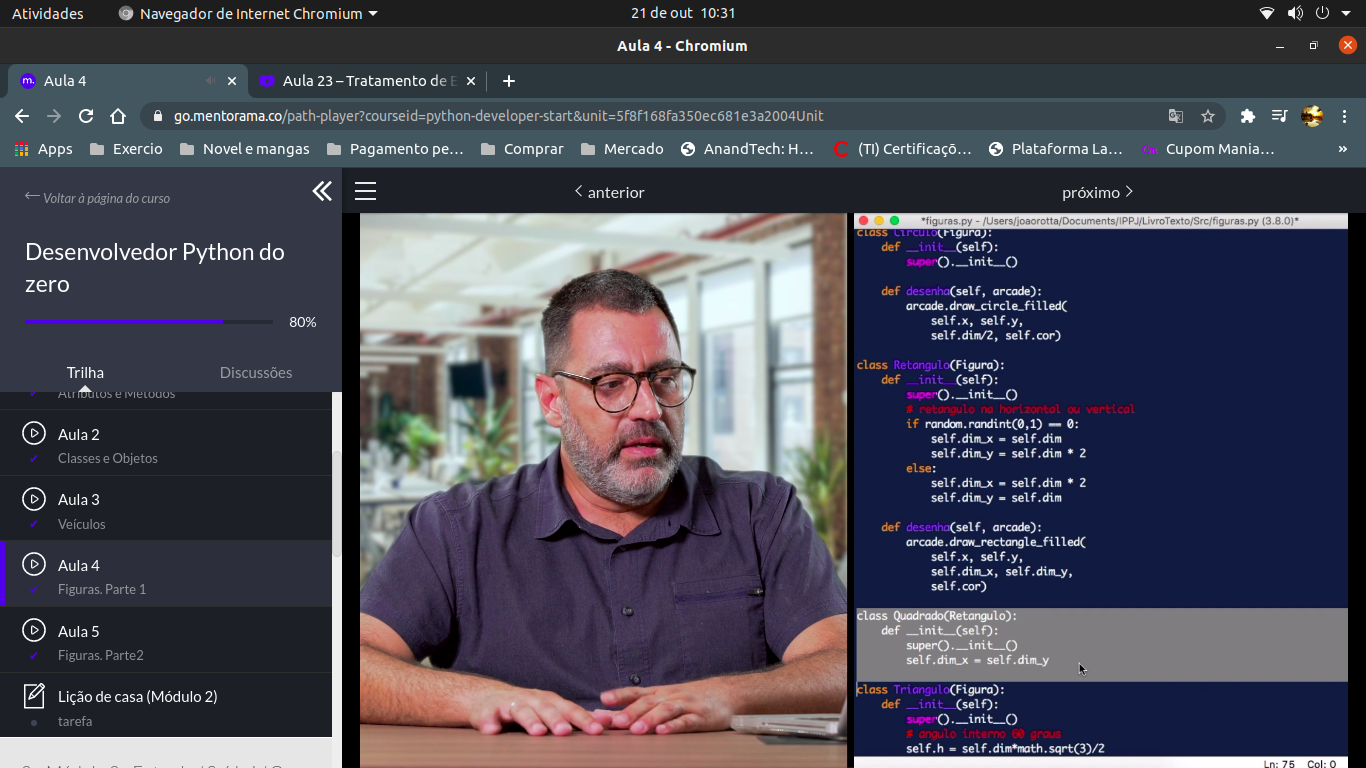 Atividades
Navegador de Internet Chromium
21 de out 10:31
Aula 4 - Chromium
m.
Aula 4
Aula 23 – Tratamento de E
go.mentorama.co/path-player?courseid=python-developer-start&unit=5f8f168fa350ec681e3a2004Unit
Apps
Exercio
Novel e mangas
Pagamento pe…
Comprar
Mercado
AnandTech: H…
(TI) Certificaçõ…
Plataforma La…
Cupom Mania…
»
Voltar à página do curso
anterior
próximo
Desenvolvedor Python do
zero
80%
Trilha
Discussões
Atributos e Métodos
Aula 2
Classes e Objetos
Aula 3
Veículos
Aula 4
Figuras. Parte 1
Aula 5
Figuras. Parte2
Lição de casa (Módulo 2)
tarefa
*figuras.py - /Users/joaorotta/Documents/IPPJ/LivroTexto/Src/figuras.py (3.8.0)*
class Circulo(Figura):
def __init__(self):
super().__init__()
def desenha(self, arcade):
arcade.draw_circle_filled(
self.x, self.y,
self.dim/2, self.cor)
class Retangulo(Figura):
def __init__(self):
super().__init__()
# retangulo na horizontal ou vertical
if random.randint(0,1) == 0:
self.dim_x = self.dim
self.dim_y = self.dim * 2
else:
self.dim_x = self.dim * 2
self.dim_y = self.dim
def desenha(self, arcade):
arcade.draw_rectangle_filled(
self.x, self.y,
self.dim_x, self.dim_y,
self.cor)
class Quadrado(Retangulo):
def __init__(self):
super().__init__()
self.dim_x = self.dim_y
class Triangulo(Figura):
def __init__(self):
super().__init__()
# angulo interno 60 graus
self.h = self.dim*math.sqrt(3)/2
Ln: 75 Col: 0